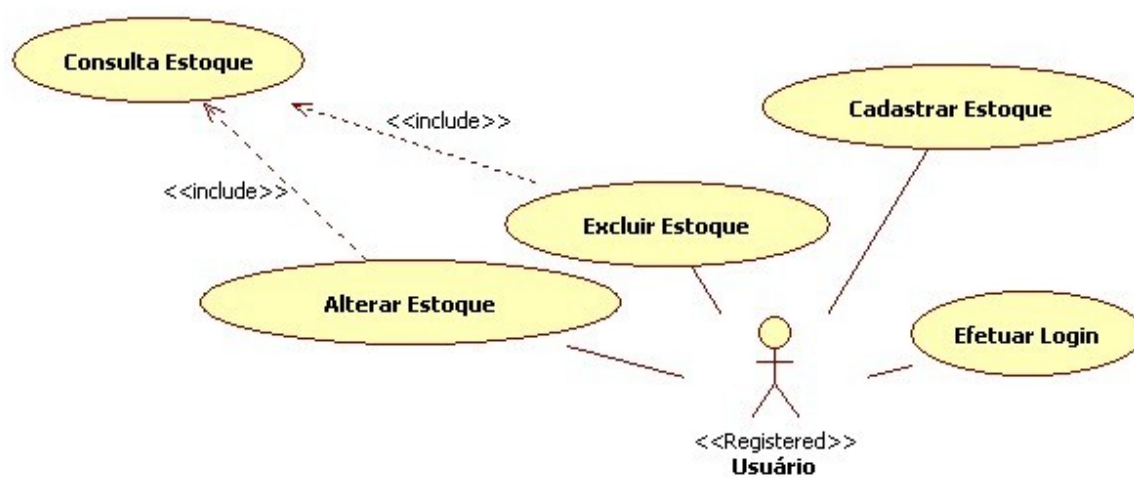 Consulta Estoque
Cadastrar Estoque
<<include>>
<<include>>
Excluir Estoque
Alterar Estoque
Efetuar Login
<<Registered>>
Usuário